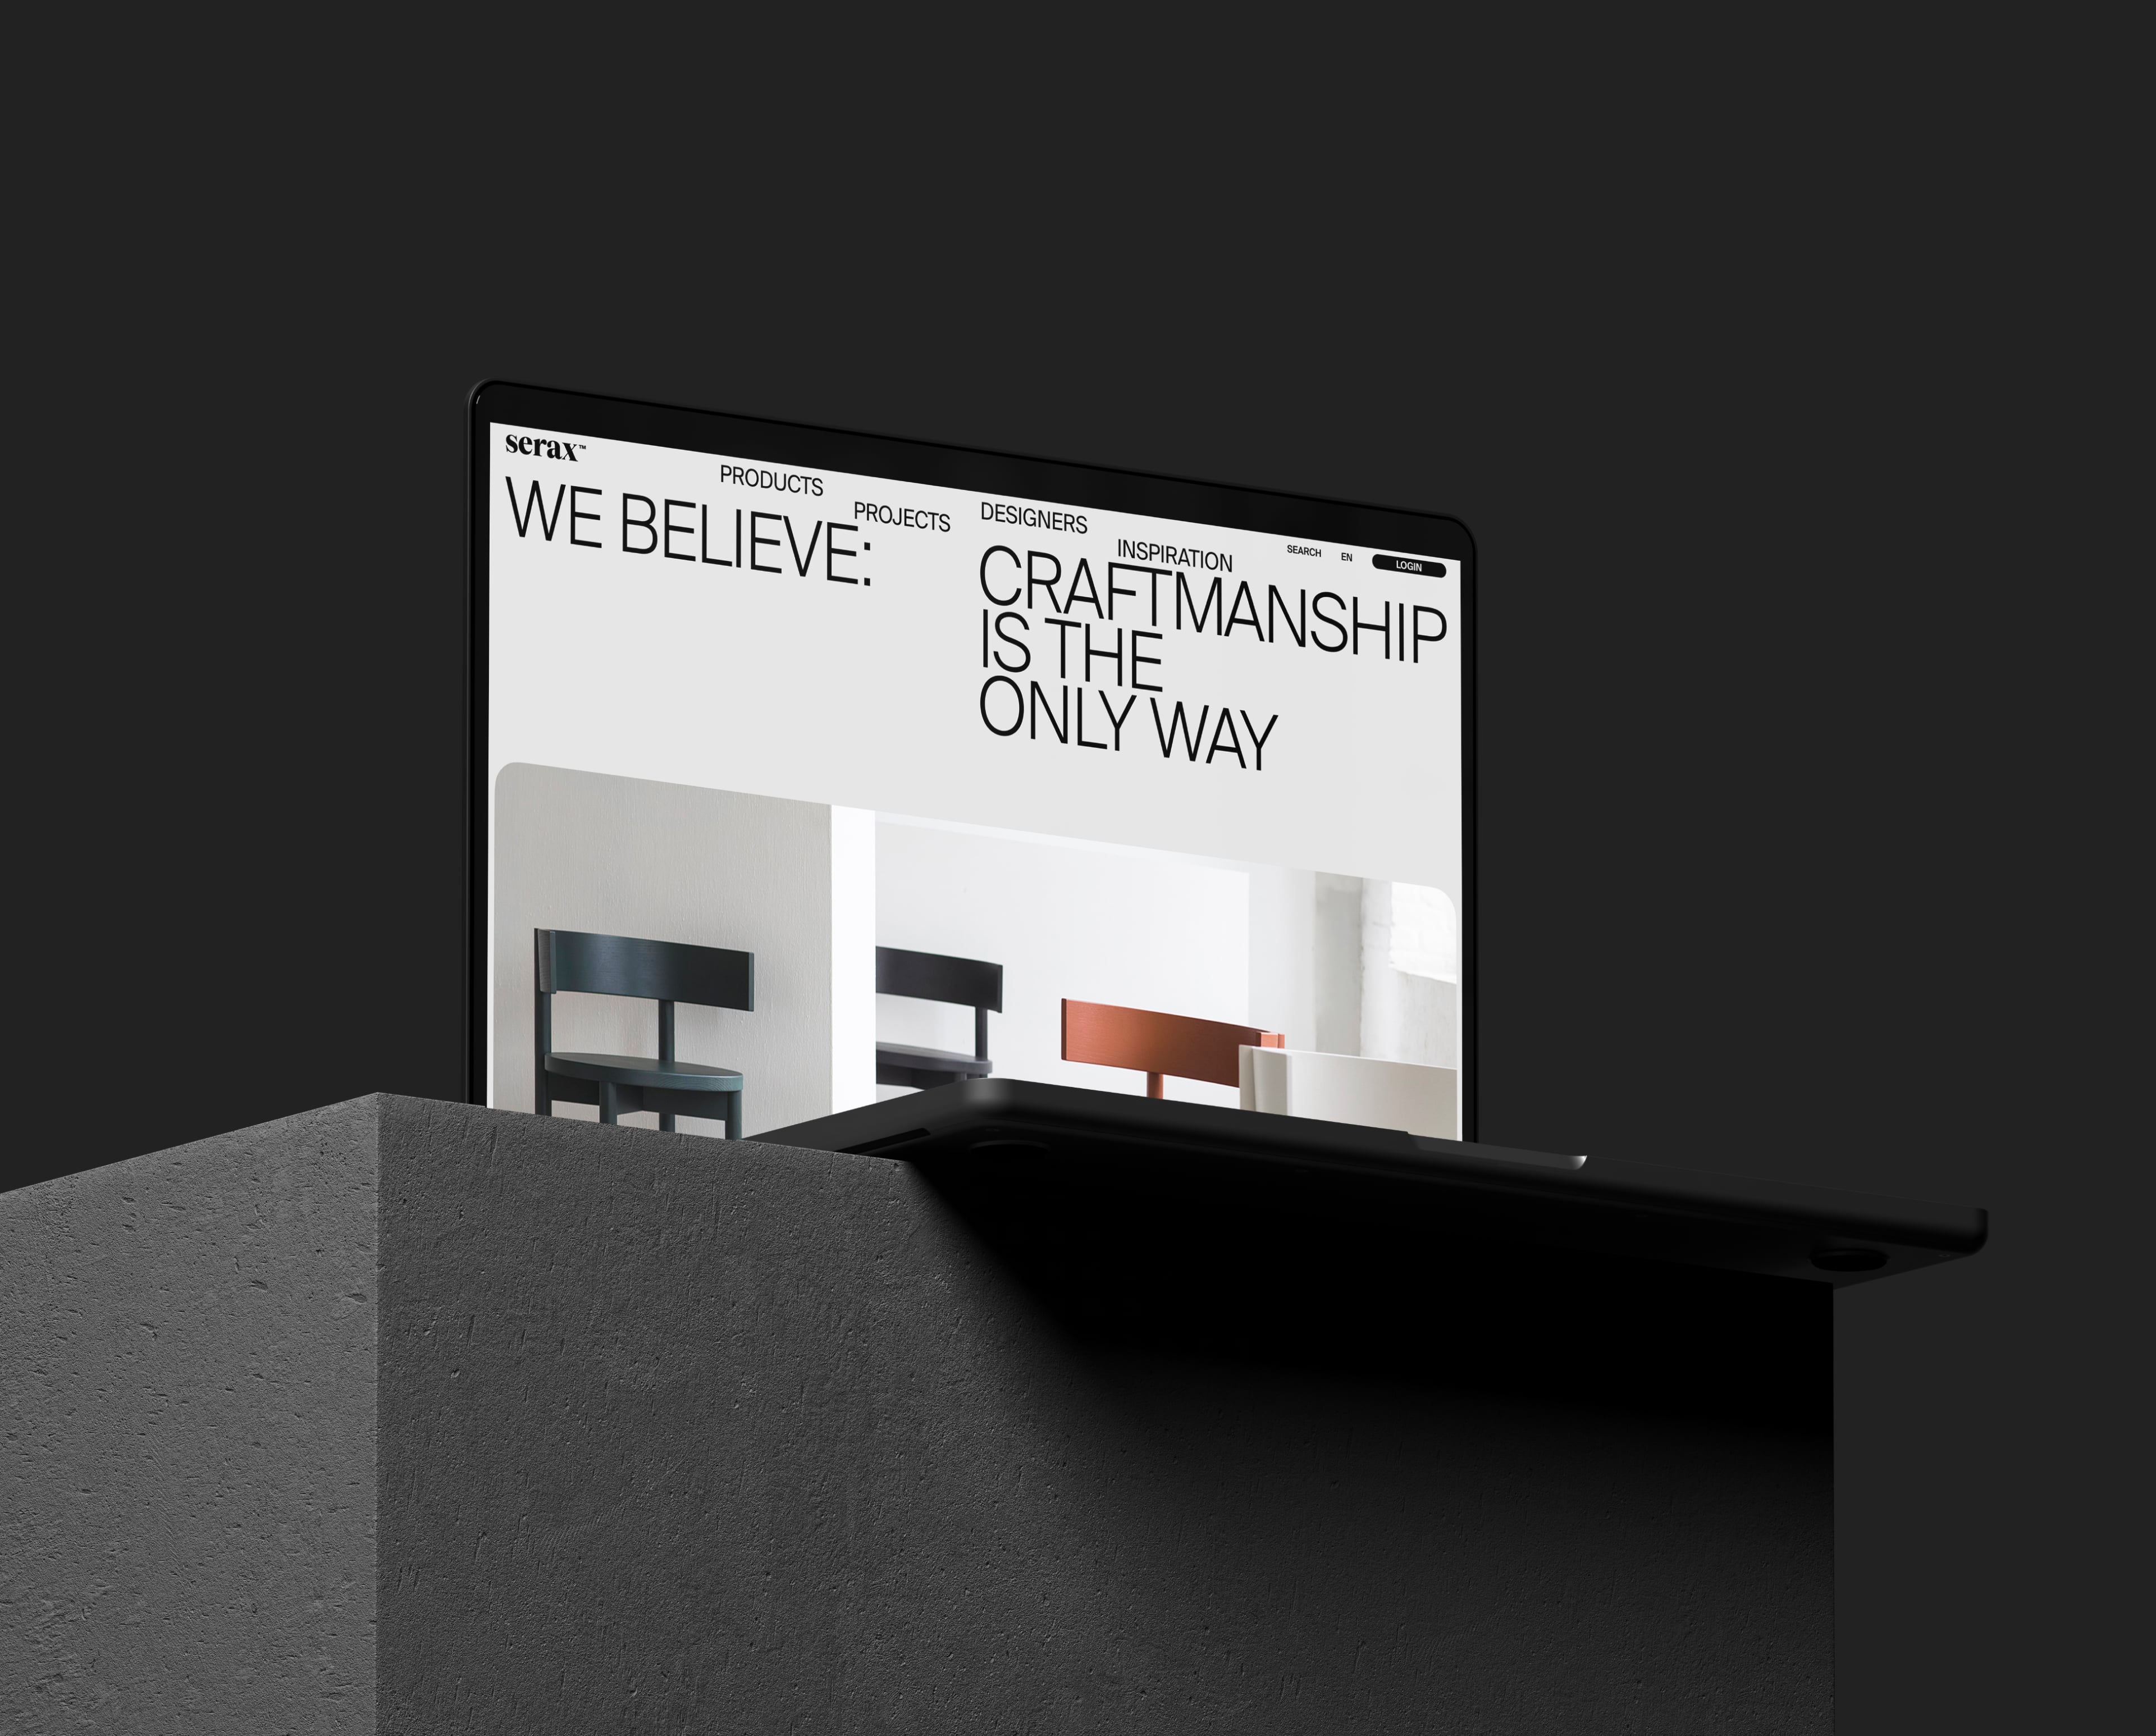 serax™
PRODUCTS
PROJECTS
DESIGNERS
INSPIRATION
SEARCH
EN
LOGIN
WE BELIEVE:
CRAFTMANSHIP
IS THE
ONLY WAY